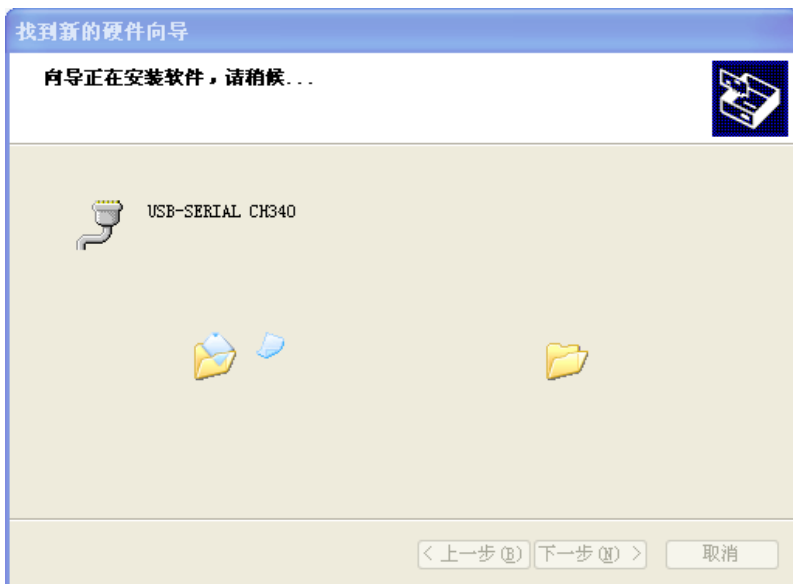 找到新的硬件向导
向导正在安装软件，请稍候...
USB-SERIAL CH340
< 上一步(B) 下一步(N) > 取消